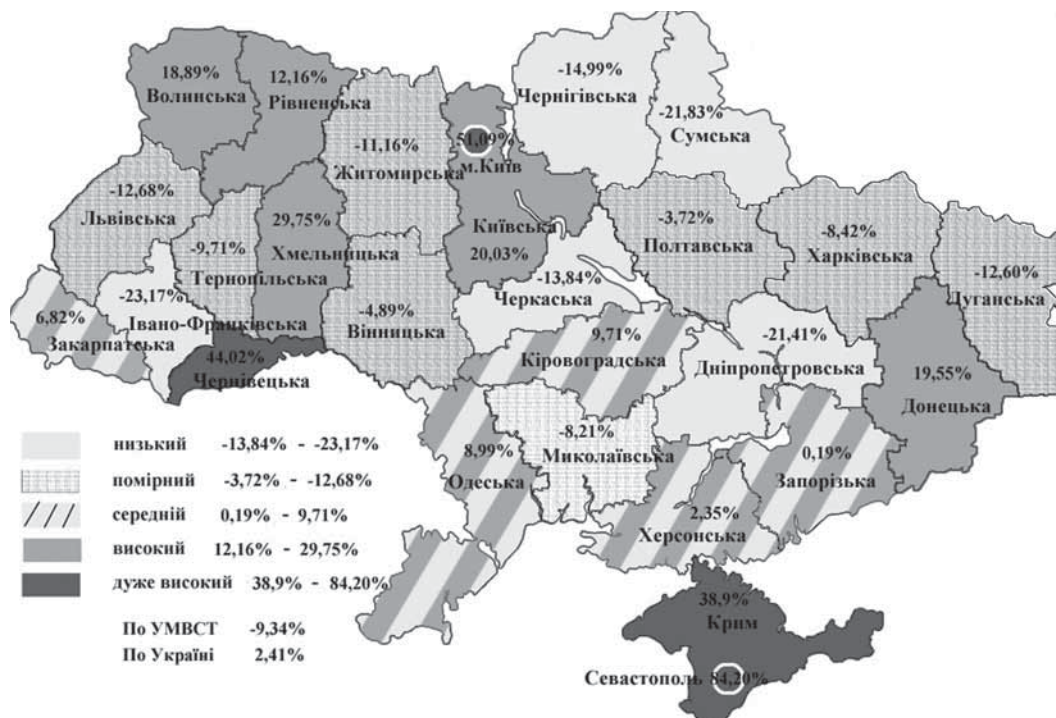 18,89%
Волинська
12,16%
Рівненська
-11,16%
Житомирська
51,09%
м.Київ
-14,99%
Чернігівська
-21,83%
Сумська
-12,68%
Львівська
-9,71%
Тернопільська
29,75%
Хмельницька
Київська
20,03%
-3,72%
Полтавська
-8,42%
Харківська
-12,60%
Луганська
6,82%
Закарпатська
-23,17%
Івано-Франківська
44,02%
Чернівецька
-4,89%
Вінницька
-13,84%
Черкаська
9,71%
Кіровоградська
-21,41%
Дніпропетровська
19,55%
Донецька
8,99%
Одеська
-8,21%
Миколаївська
2,35%
Херсонська
0,19%
Запорізька
низький -13,84% - -23,17%
помірний -3,72% - -12,68%
середній 0,19% - 9,71%
високий 12,16% - 29,75%
дуже високий 38,9% - 84,20%
По УМВСТ -9,34%
По Україні 2,41%
38,9%
Крим
Севастополь 84,20%